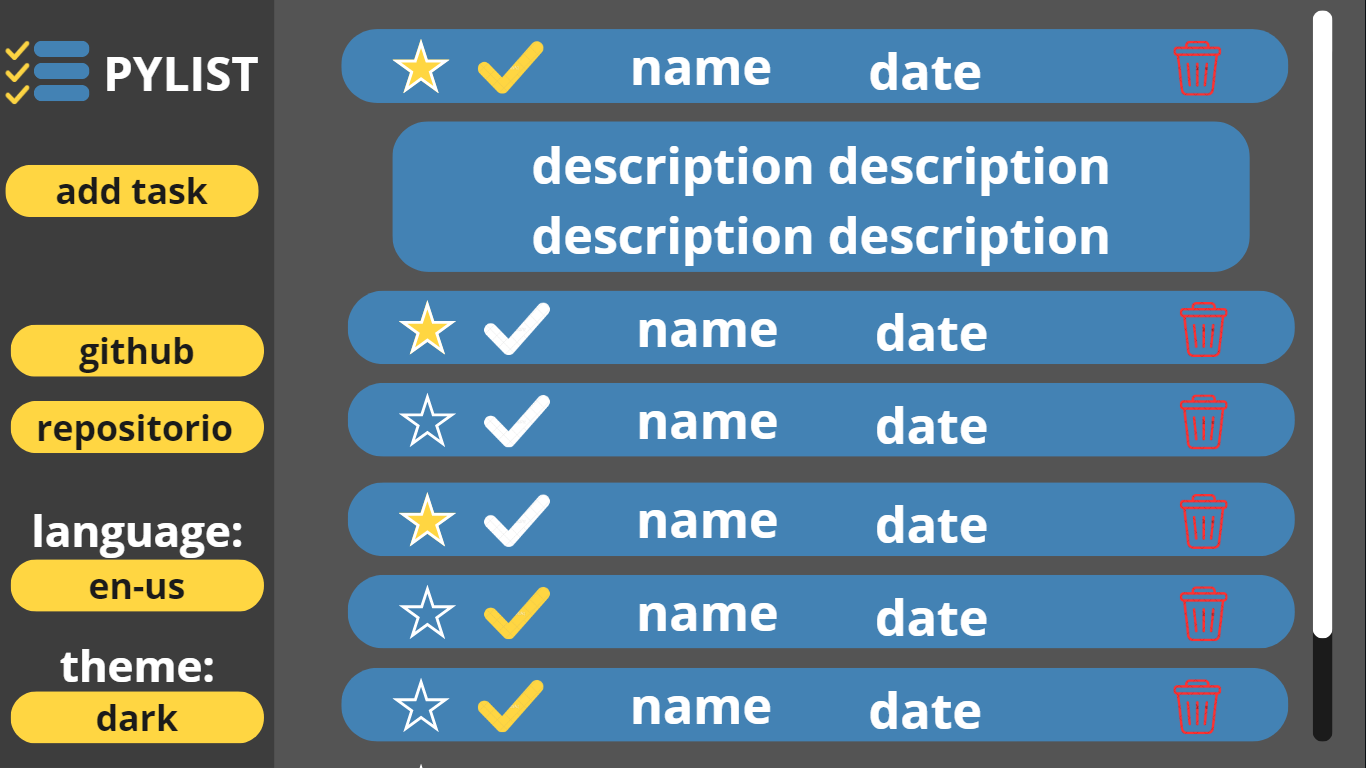 PYLIST
add task
github
repositorio
language:
en-us
theme:
dark
name date
description description
description description
name date
name date
name date
name date
name date